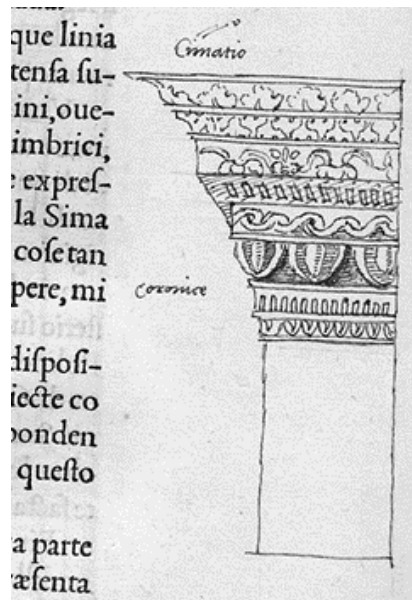 que linia
tenſa ſu-
ini, oue-
imbrici,
expreſ-
la Sima
coſe tan
pere, mi
diſpoſi-
iecte co
ponden
queſto
a parte
æſenta
Cimatio
Coronice